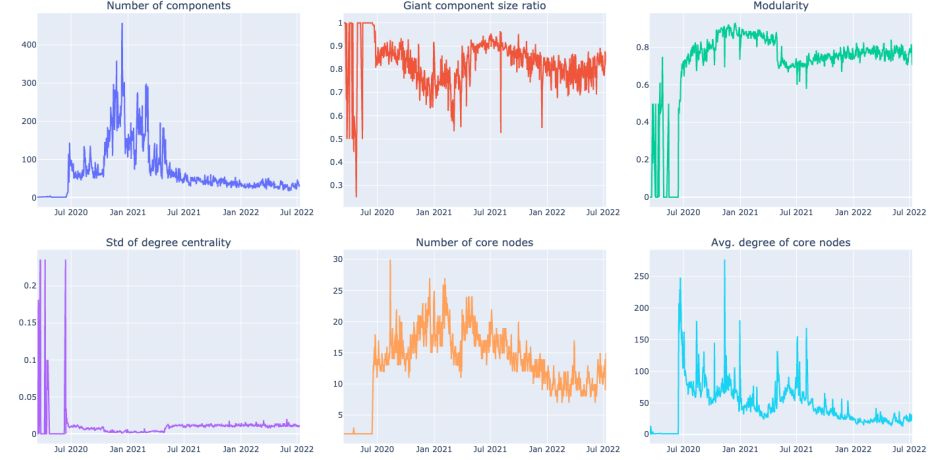 Number of components
Giant component size ratio
Modularity
400
300
200
100
0
Jul 2020 Jan 2021 Jul 2021 Jan 2022 Jul 2022
1
0.9
0.8
0.7
0.6
0.5
0.4
0.3
Jul 2020 Jan 2021 Jul 2021 Jan 2022 Jul 2022
0.8
0.6
0.4
0.2
0
Jul 2020 Jan 2021 Jul 2021 Jan 2022 Jul 2022
Std of degree centrality
Number of core nodes
Avg. degree of core nodes
0.2
0.15
0.1
0.05
0
Jul 2020 Jan 2021 Jul 2021 Jan 2022 Jul 2022
30
25
20
15
10
5
Jul 2020 Jan 2021 Jul 2021 Jan 2022 Jul 2022
250
200
150
100
50
0
Jul 2020 Jan 2021 Jul 2021 Jan 2022 Jul 2022